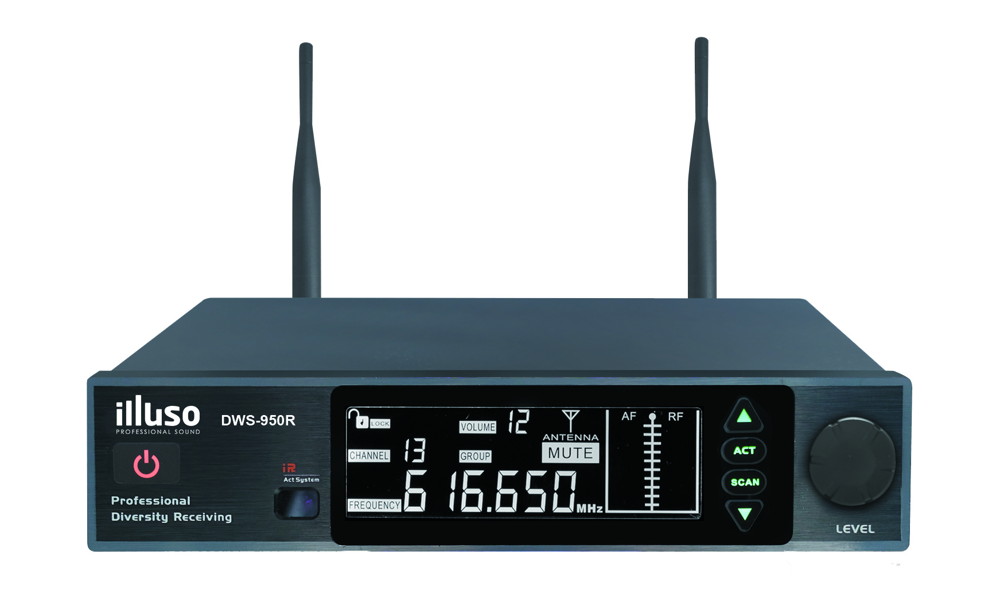 illuso
PROFESSIONAL SOUND
DWS-950R
iR
Act System
Professional
Diversity Receiving
LOCK
VOLUME 12
ANTENNA
MUTE
CHANNEL 13
GROUP
FREQUENCY 616.650 MHz
AF RF
ACT
SCAN
LEVEL